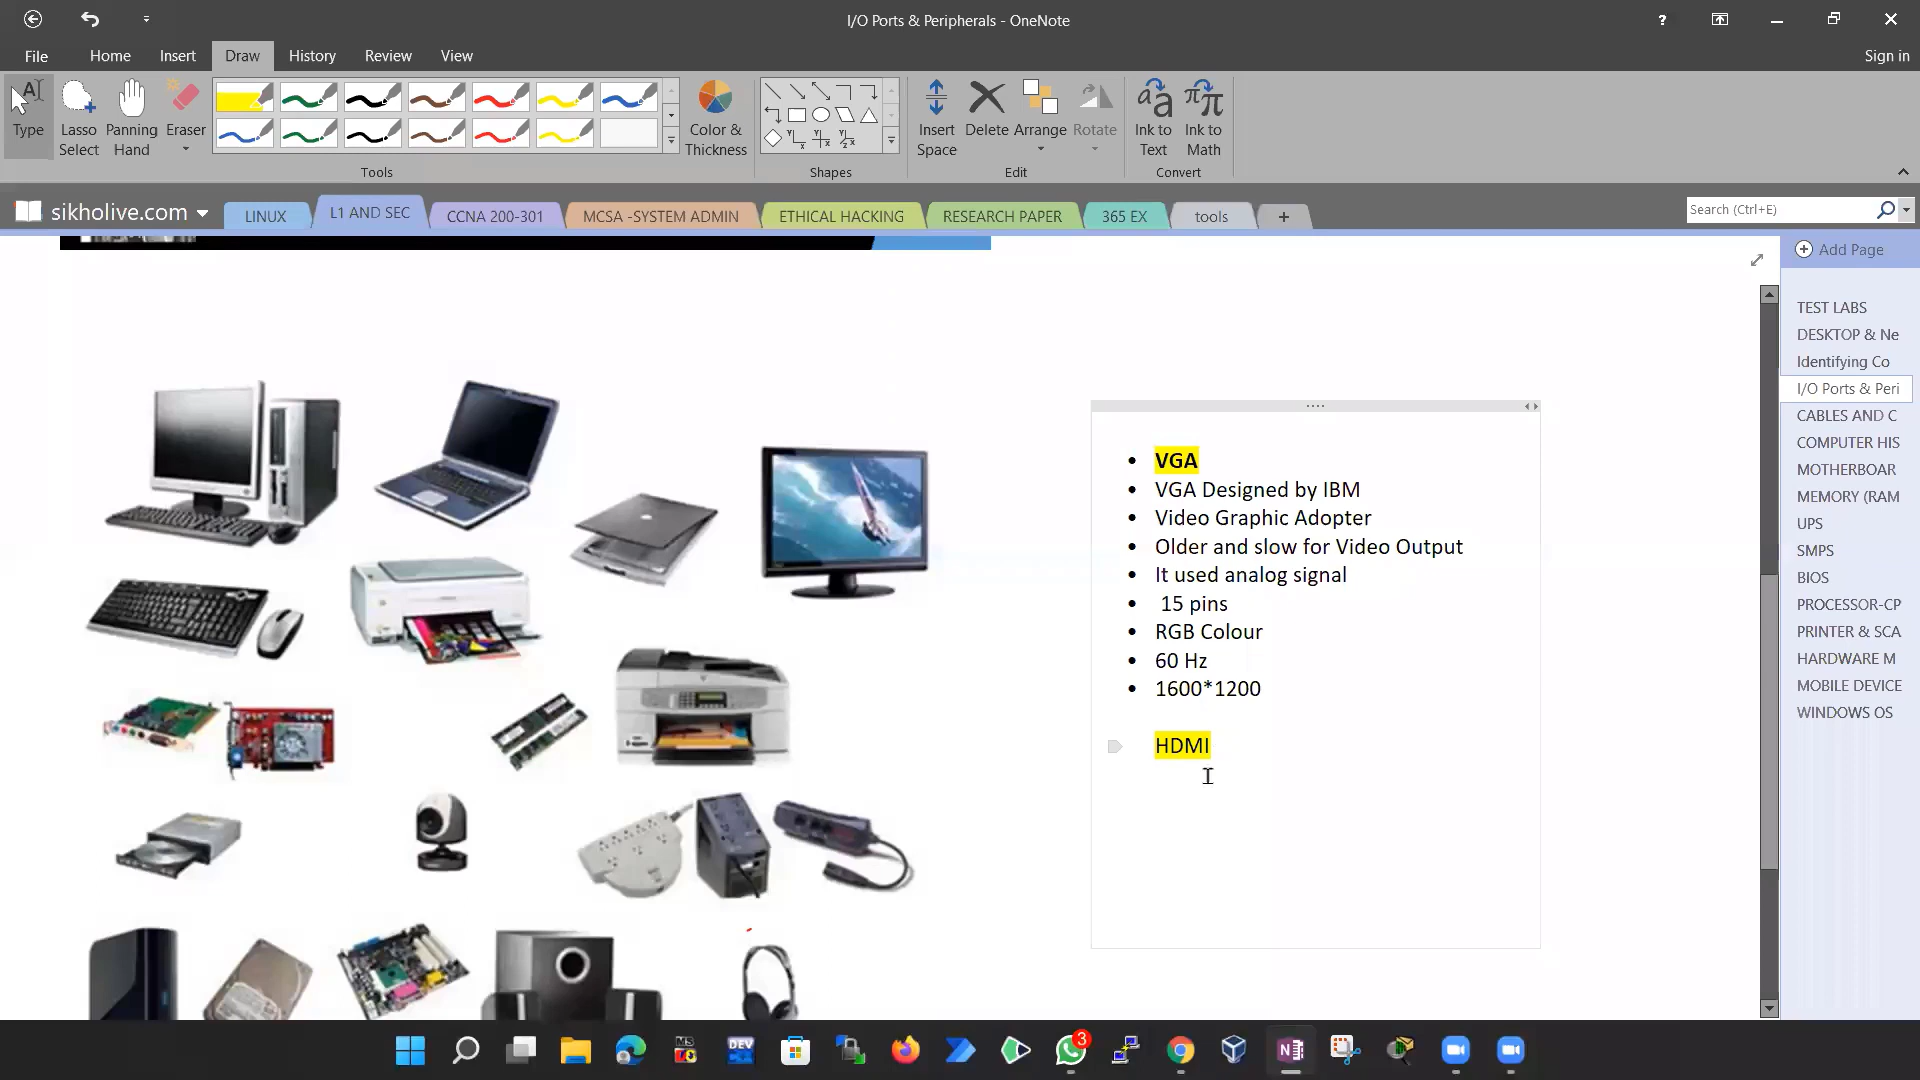 I/O Ports & Peripherals - OneNote
?
File
Home
Insert
Draw
History
Review
View
Sign in
Type
Lasso Select
Panning Hand
Eraser
Color & Thickness
Insert Space
Delete
Arrange
Rotate
Ink to Text
Ink to Math
Tools
Shapes
Edit
Convert
sikholive.com
LINUX
L1 AND SEC
CCNA 200-301
MCSA -SYSTEM ADMIN
ETHICAL HACKING
RESEARCH PAPER
365 EX
tools
Search (Ctrl+E)
Add Page
TEST LABS
DESKTOP & Ne
Identifying Co
I/O Ports & Peri
CABLES AND C
COMPUTER HIS
MOTHERBOAR
MEMORY (RAM
UPS
SMPS
BIOS
PROCESSOR-CP
PRINTER & SCA
HARDWARE M
MOBILE DEVICE
WINDOWS OS
• VGA
• VGA Designed by IBM
• Video Graphic Adopter
• Older and slow for Video Output
• It used analog signal
• 15 pins
• RGB Colour
• 60 Hz
• 1600*1200
HDMI
DEV
3